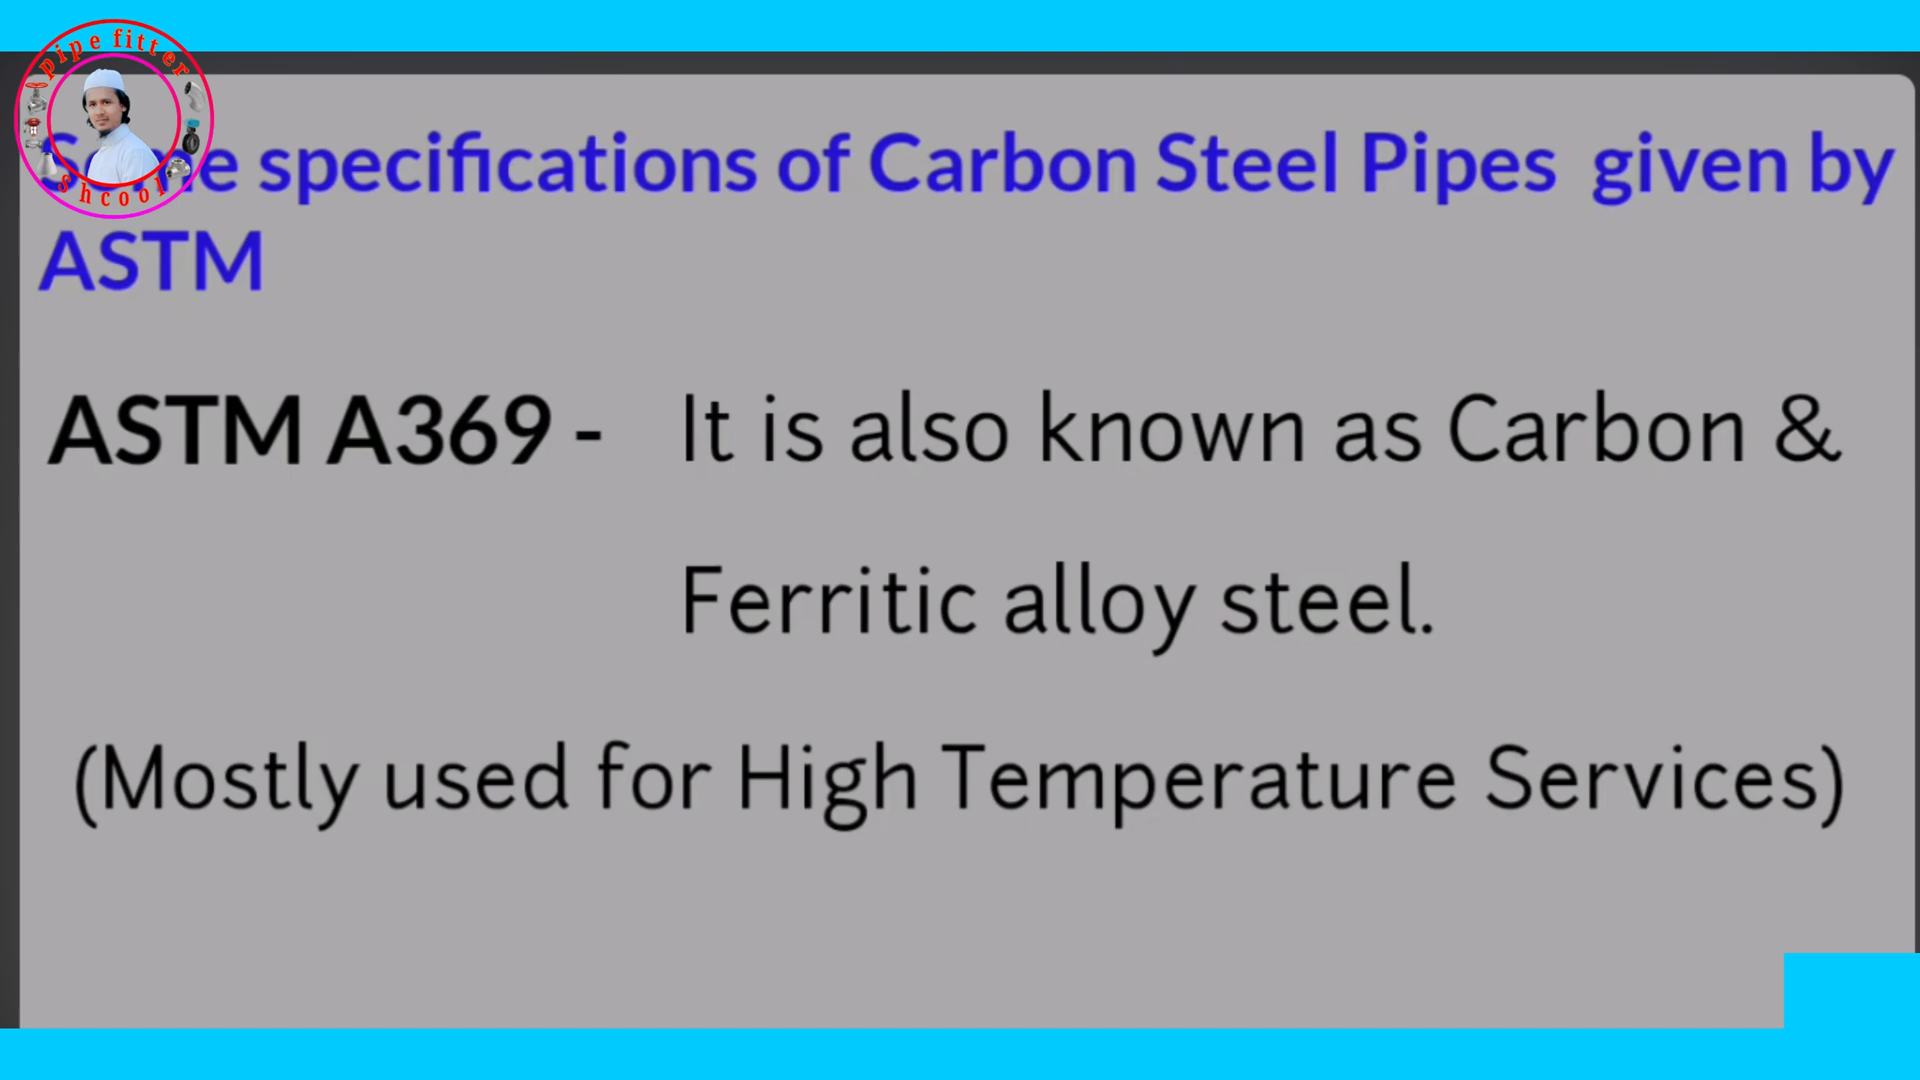 pipe fitter
shcool
Some specifications of Carbon Steel Pipes given by
ASTM
ASTM A369 - It is also known as Carbon &
Ferritic alloy steel.
(Mostly used for High Temperature Services)